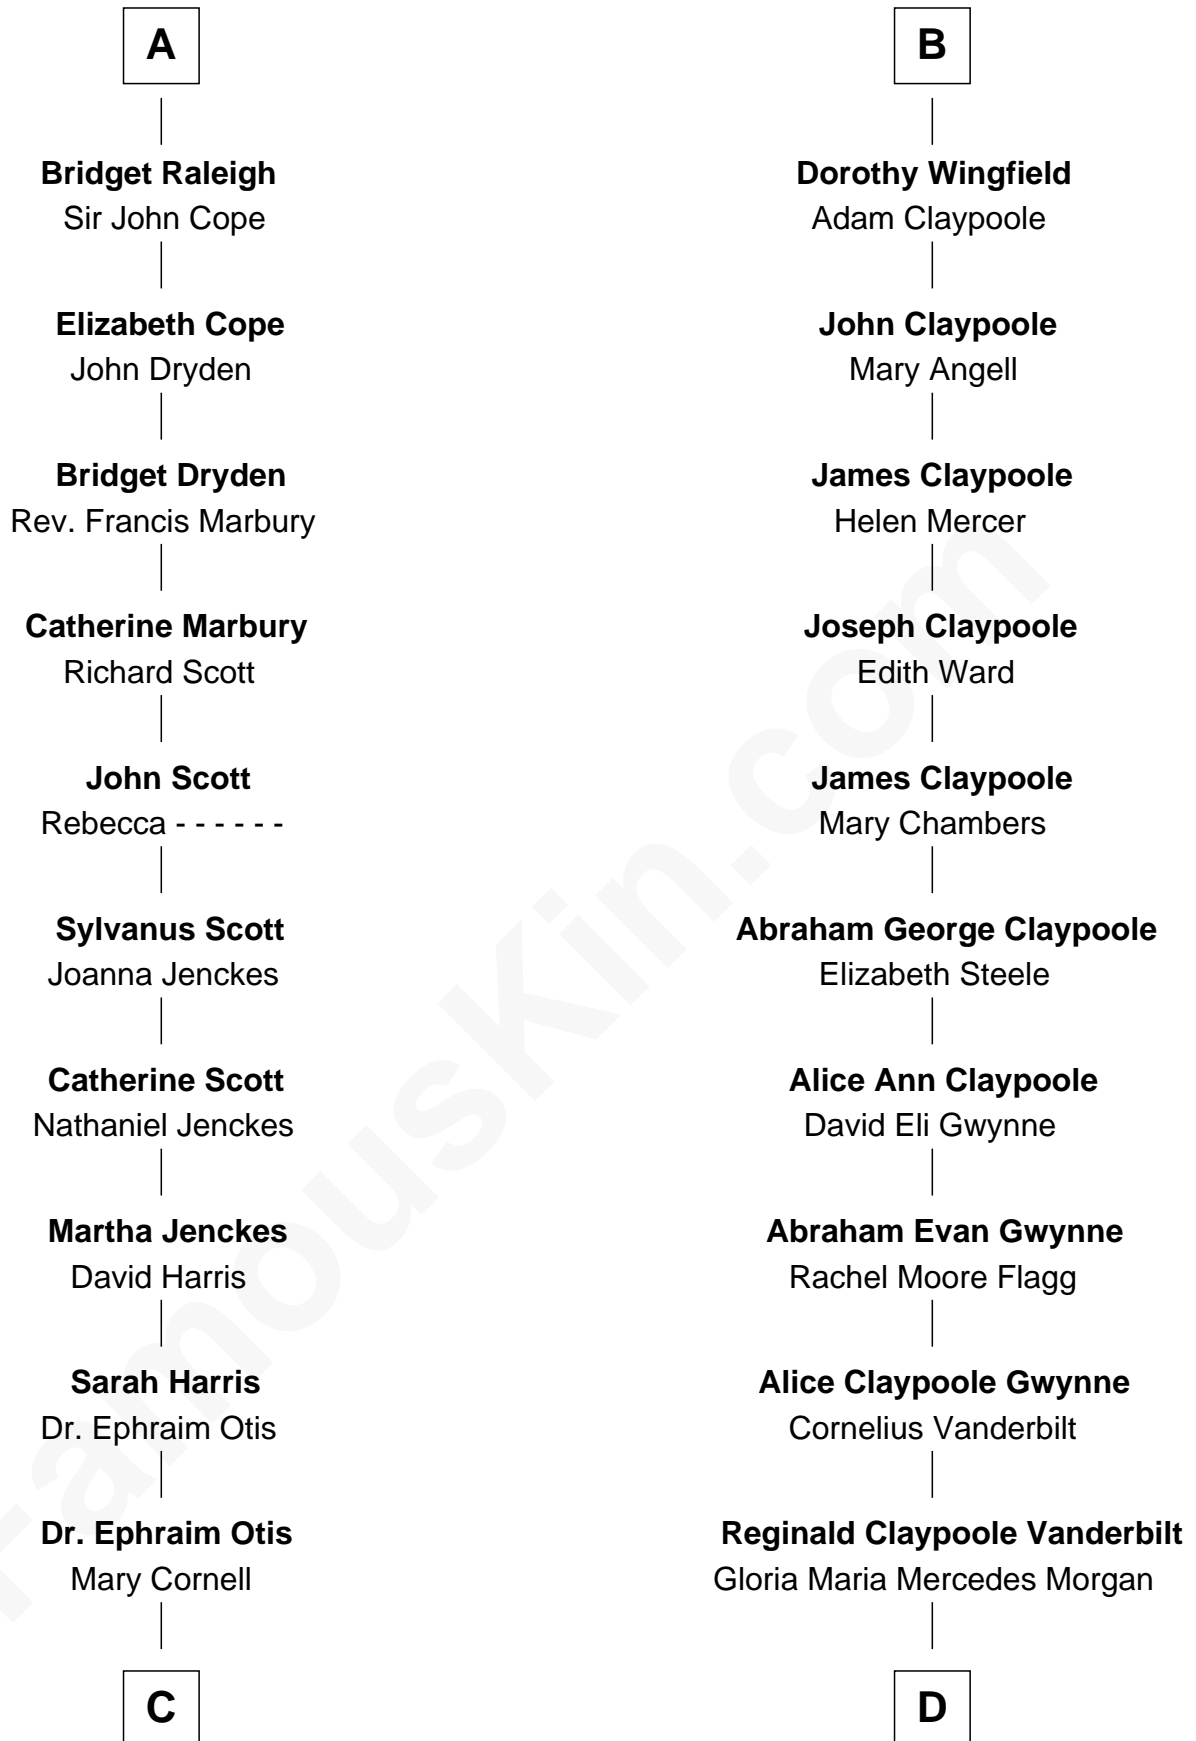 A
Bridget Raleigh
Sir John Cope
Elizabeth Cope
John Dryden
Bridget Dryden
Rev. Francis Marbury
Catherine Marbury
Richard Scott
John Scott
Rebecca - - - - - -
Sylvanus Scott
Joanna Jenckes
Catherine Scott
Nathaniel Jenckes
Martha Jenckes
David Harris
Sarah Harris
Dr. Ephraim Otis
Dr. Ephraim Otis
Mary Cornell
C
B
Dorothy Wingfield
Adam Claypoole
John Claypoole
Mary Angell
James Claypoole
Helen Mercer
Joseph Claypoole
Edith Ward
James Claypoole
Mary Chambers
Abraham George Claypoole
Elizabeth Steele
Alice Ann Claypoole
David Eli Gwynne
Abraham Evan Gwynne
Rachel Moore Flagg
Alice Claypoole Gwynne
Cornelius Vanderbilt
Reginald Claypoole Vanderbilt
Gloria Maria Mercedes Morgan
D
FamousKin.com